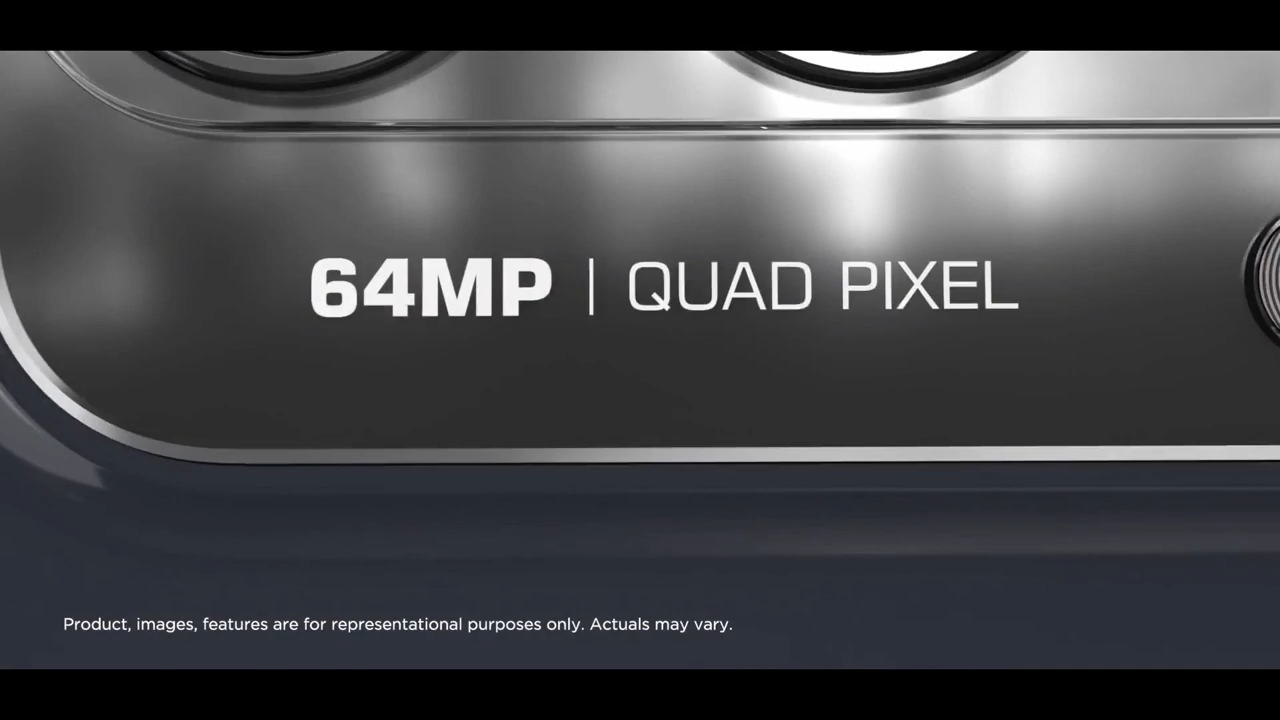 64MP | QUAD PIXEL
Product, images, features are for representational purposes only. Actuals may vary.